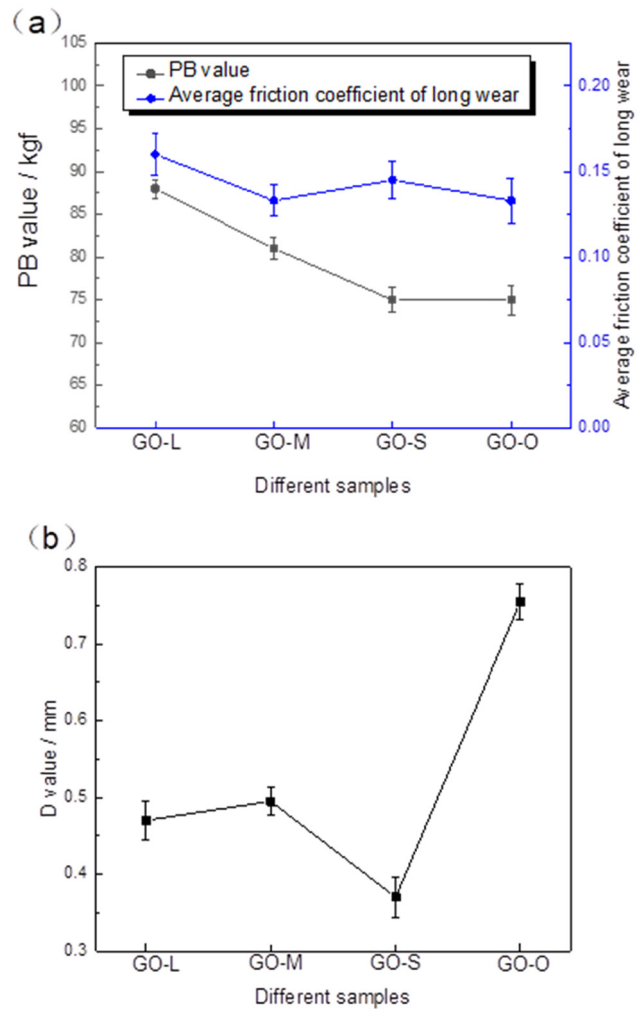 (a)
PB value
Average friction coefficient of long wear
PB value / kgf
105
100
95
90
85
80
75
70
65
60
0.20
0.15
0.10
0.05
0.00
Average friction coefficient of long wear
GO-L GO-M GO-S GO-O
Different samples
(b)
D value / mm
0.8
0.7
0.6
0.5
0.4
0.3
GO-L GO-M GO-S GO-O
Different samples